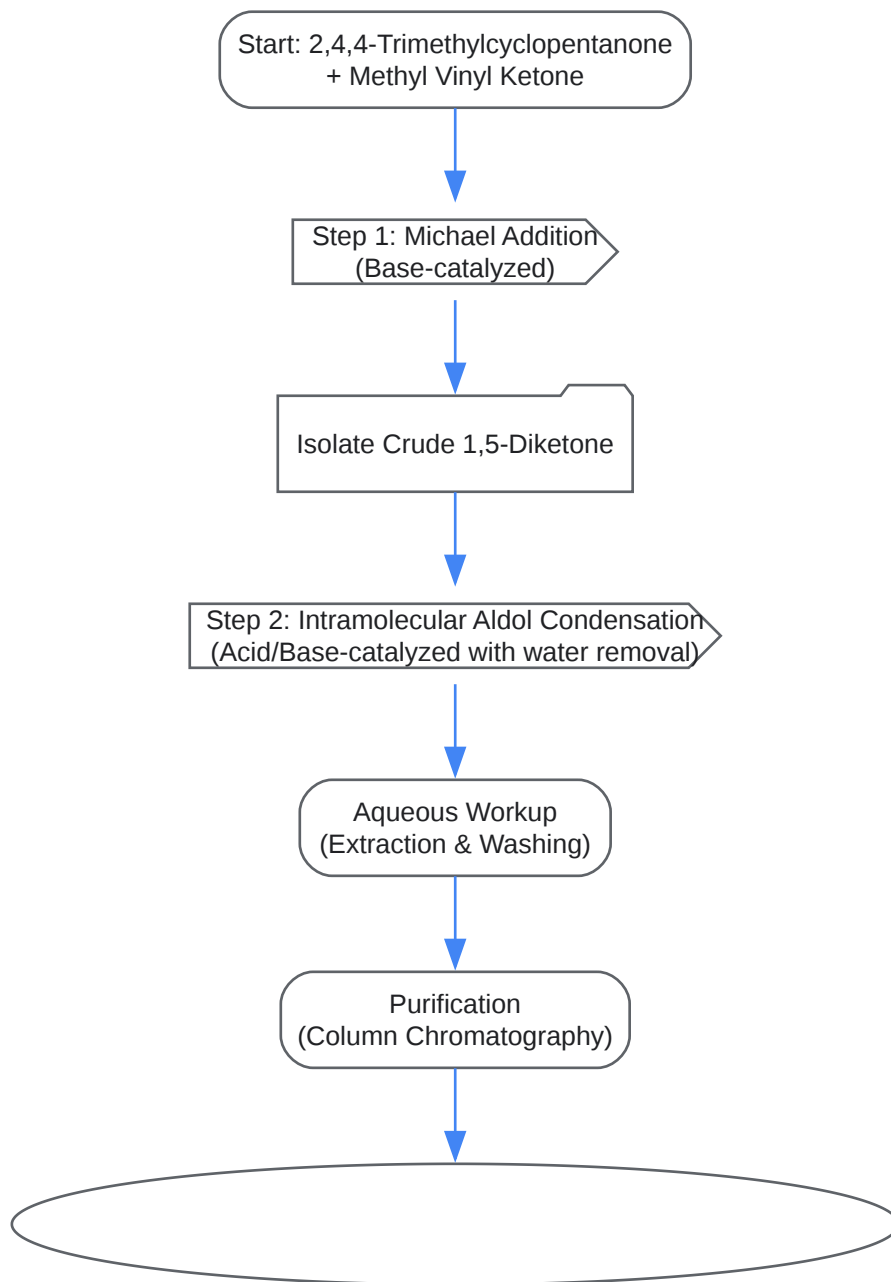 Start: 2,4,4-Trimethylcyclopentanone
+ Methyl Vinyl Ketone
Step 1: Michael Addition
(Base-catalyzed)
Isolate Crude 1,5-Diketone
Step 2: Intramolecular Aldol Condensation
(Acid/Base-catalyzed with water removal)
Aqueous Workup
(Extraction & Washing)
Purification
(Column Chromatography)